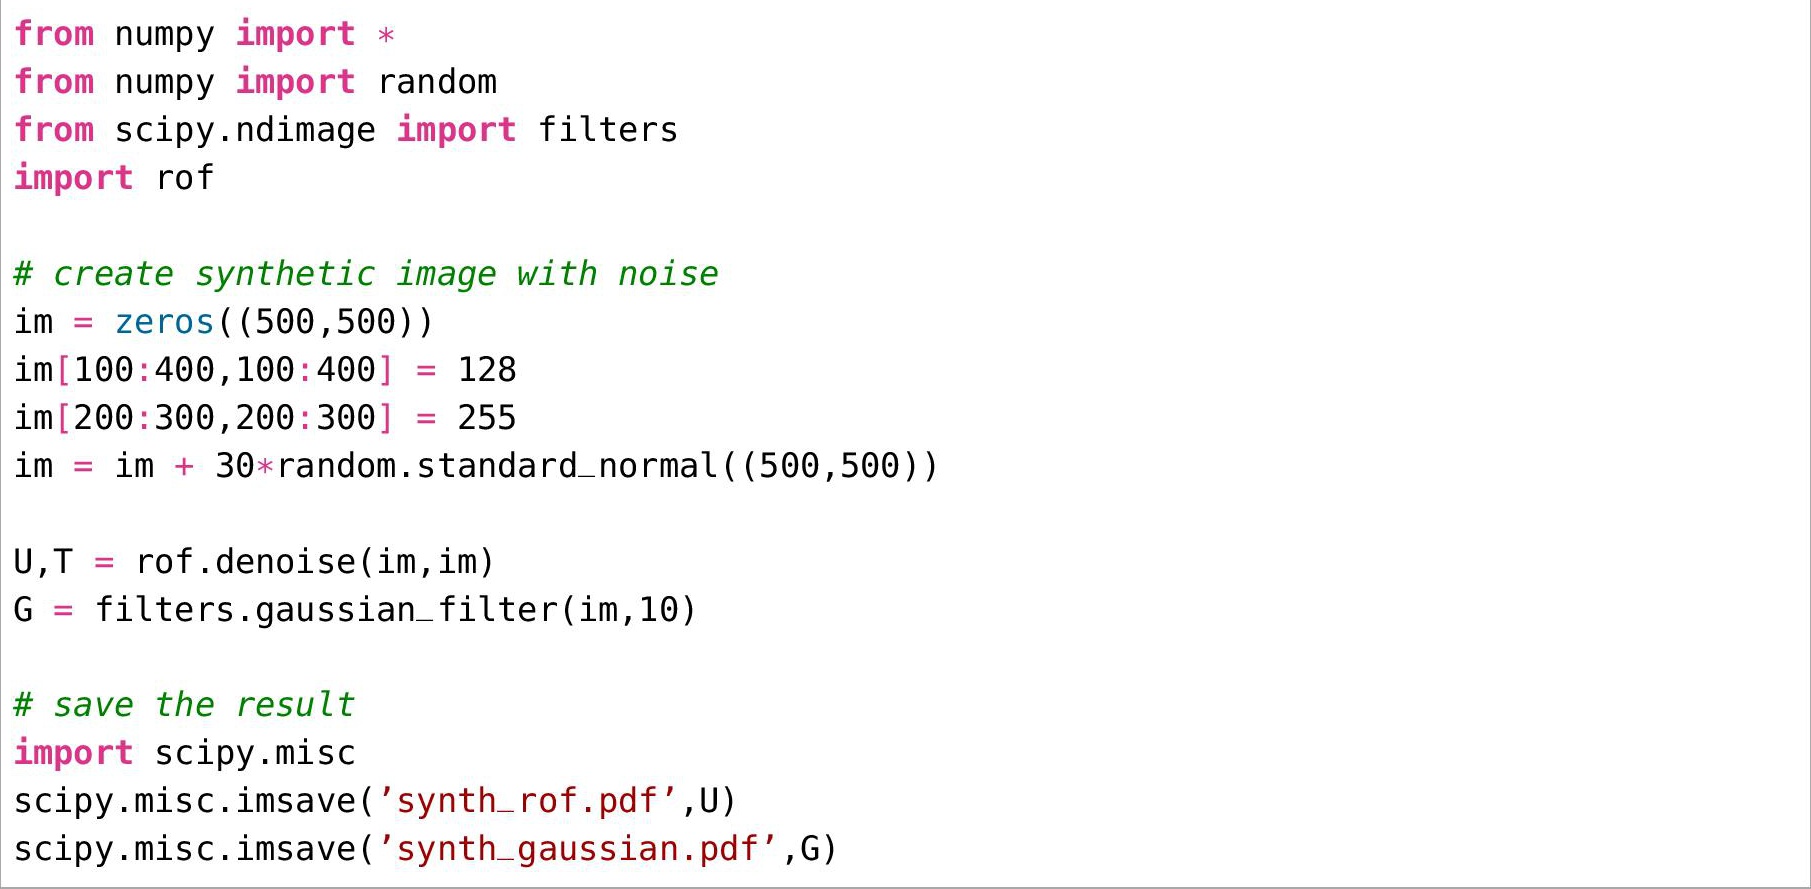 from numpy import *
from numpy import random
from scipy.ndimage import filters
import rof
# create synthetic image with noise
im = zeros((500,500))
im[100:400,100:400] = 128
im[200:300,200:300] = 255
im = im + 30*random.standard_normal((500,500))
U,T = rof.denoise(im,im)
G = filters.gaussian_filter(im,10)
# save the result
import scipy.misc
scipy.misc.imsave(’synth_rof.pdf’,U)
scipy.misc.imsave(’synth_gaussian.pdf’,G)